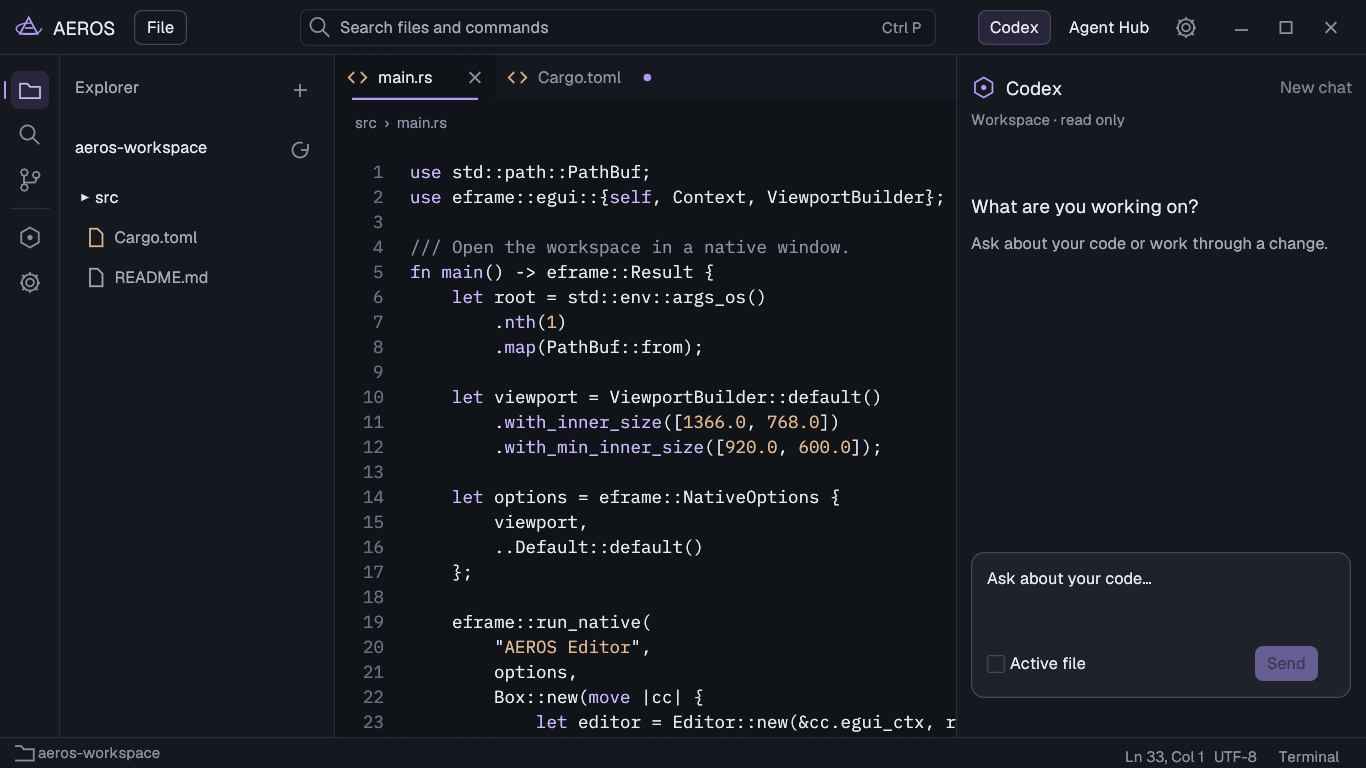 AEROS
File
Search files and commands
Ctrl P
Codex
Agent Hub
Explorer
aeros-workspace
src
Cargo.toml
README.md
main.rs
Cargo.toml
src › main.rs
1 use std::path::PathBuf;
2 use eframe::egui::{self, Context, ViewportBuilder};
3
4 /// Open the workspace in a native window.
5 fn main() -> eframe::Result {
6     let root = std::env::args_os()
7         .nth(1)
8         .map(PathBuf::from);
9
10     let viewport = ViewportBuilder::default()
11         .with_inner_size([1366.0, 768.0])
12         .with_min_inner_size([920.0, 600.0]);
13
14     let options = eframe::NativeOptions {
15         viewport,
16         ..Default::default()
17     };
18
19     eframe::run_native(
20         "AEROS Editor",
21         options,
22         Box::new(move |cc| {
23             let editor = Editor::new(&cc.egui_ctx, r
Codex
New chat
Workspace · read only
What are you working on?
Ask about your code or work through a change.
Ask about your code…
Active file
Send
aeros-workspace
Ln 33, Col 1
UTF-8
Terminal